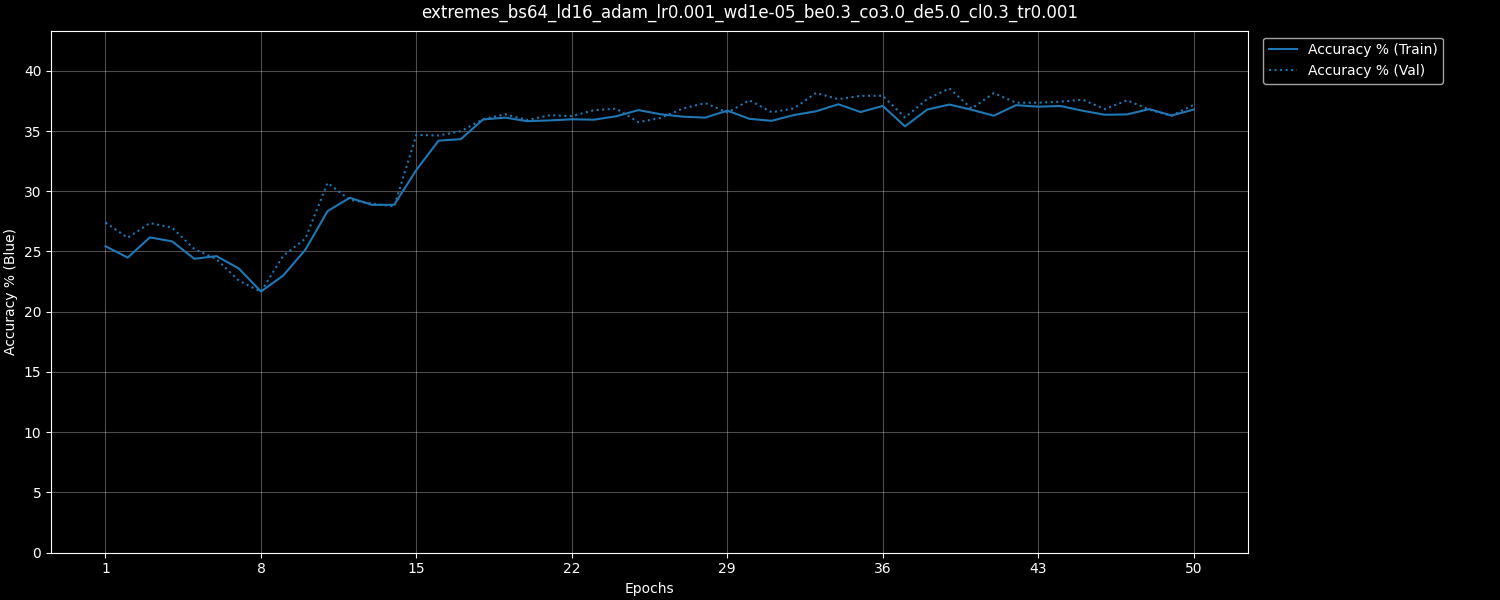 extremes_bs64_ld16_adam_lr0.001_wd1e-05_be0.3_co3.0_de5.0_cl0.3_tr0.001
Accuracy % (Train)
Accuracy % (Val)
Accuracy % (Blue)
40
35
30
25
20
15
10
5
0
1 8 15 22 29 36 43 50
Epochs